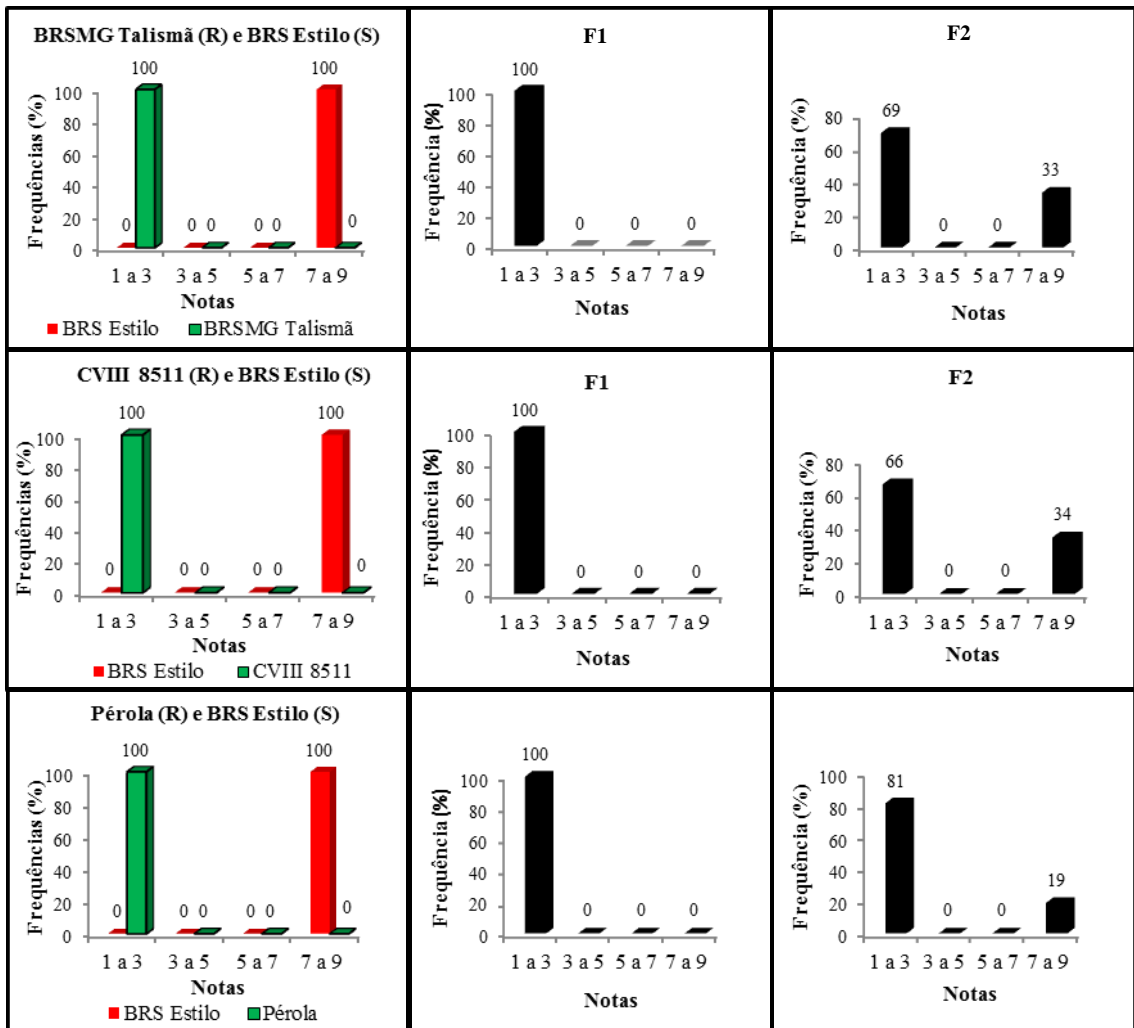 BRSMG Talismã (R) e BRS Estilo (S)
Frequências (%)
100
80
60
40
20
0
0 100 0 0 0 0 100 0
1 a 3 3 a 5 5 a 7 7 a 9
Notas
BRS Estilo BRSMG Talismã
F1
Frequência (%)
100
80
60
40
20
0
100 0 0 0
1 a 3 3 a 5 5 a 7 7 a 9
Notas
F2
Frequência (%)
80
60
40
20
0
69 0 0 33
1 a 3 3 a 5 5 a 7 7 a 9
Notas
CVIII 8511 (R) e BRS Estilo (S)
Frequências (%)
100
80
60
40
20
0
0 100 0 0 0 0 100 0
1 a 3 3 a 5 5 a 7 7 a 9
Notas
BRS Estilo CVIII 8511
F1
Frequência (%)
100
80
60
40
20
0
100 0 0 0
1 a 3 3 a 5 5 a 7 7 a 9
Notas
F2
Frequência (%)
80
60
40
20
0
66 0 0 34
1 a 3 3 a 5 5 a 7 7 a 9
Notas
Pérola (R) e BRS Estilo (S)
Frequências (%)
100
80
60
40
20
0
0 100 0 0 0 0 100 0
1 a 3 3 a 5 5 a 7 7 a 9
Notas
BRS Estilo Pérola
Frequência (%)
100
80
60
40
20
0
100 0 0 0
1 a 3 3 a 5 5 a 7 7 a 9
Notas
Frequência (%)
100
80
60
40
20
0
81 0 0 19
1 a 3 3 a 5 5 a 7 7 a 9
Notas